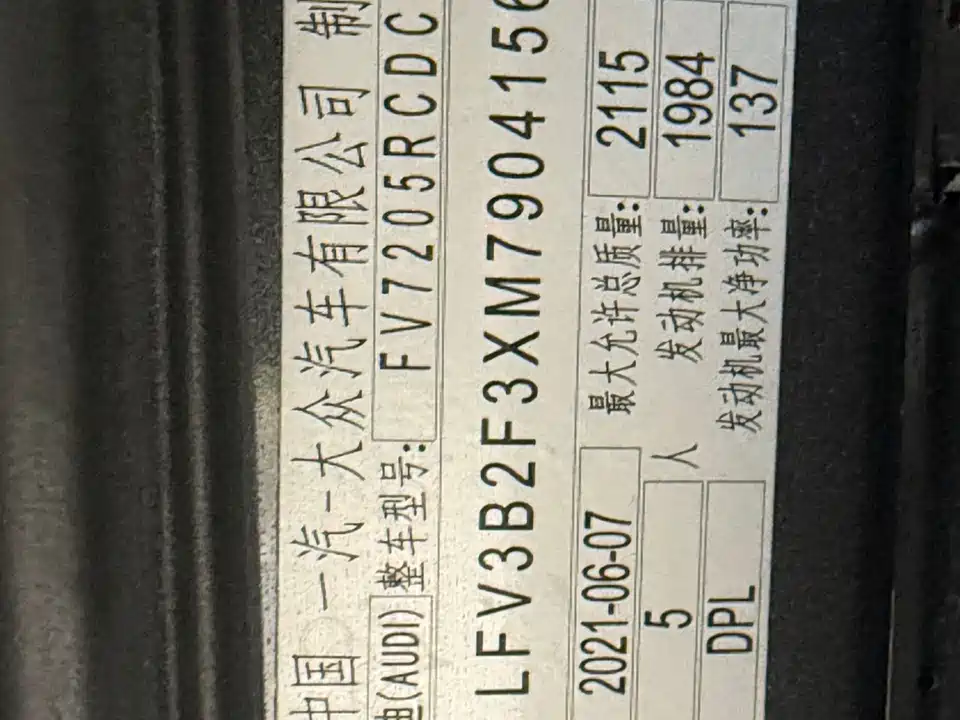 中国 一汽-大众汽车有限公司 制
迪(AUDI) 整车型号: FV7205RCDC
LFV3B2F3XM7904156
2021-06-07 最大允许总质量: 2115
5 人 发动机排量: 1984
DPL 发动机最大净功率: 137